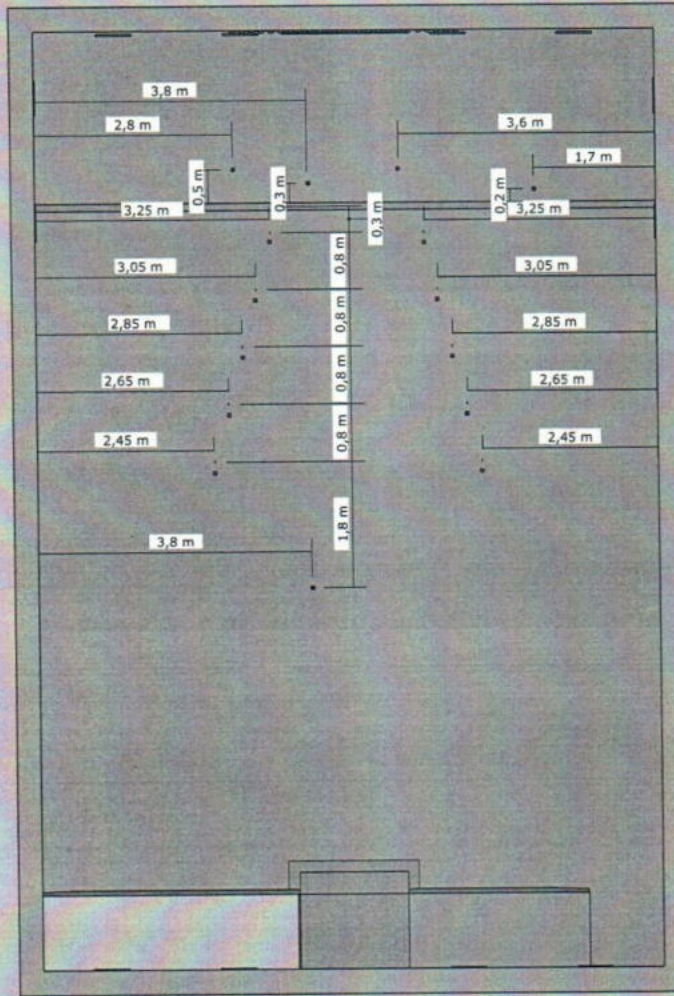 3,8 m
2,8 m
3,6 m
1,7 m
0,5 m
0,3 m
0,2 m
3,25 m
3,25 m
0,3 m
0,8 m
3,05 m
3,05 m
0,8 m
2,85 m
2,85 m
0,8 m
2,65 m
2,65 m
0,8 m
2,45 m
2,45 m
1,8 m
3,8 m